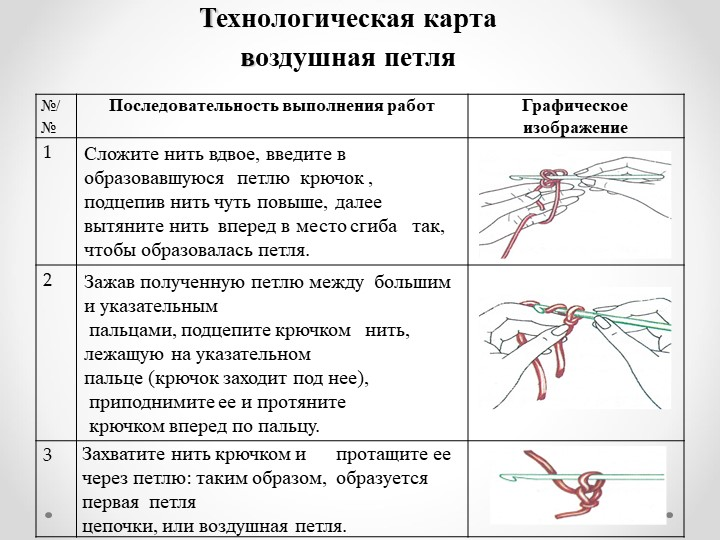 Технологическая карта
воздушная петля
№/
№
Последовательность выполнения работ
Графическое
изображение
1
Сложите нить вдвое, введите в
образовавшуюся петлю крючок ,
подцепив нить чуть повыше, далее
вытяните нить вперед в место сгиба так,
чтобы образовалась петля.
2
Зажав полученную петлю между большим
и указательным
пальцами, подцепите крючком нить,
лежащую на указательном
пальце (крючок заходит под нее),
приподнимите ее и протяните
крючком вперед по пальцу.
3
Захватите нить крючком и протащите ее
через петлю: таким образом, образуется
первая петля
цепочки, или воздушная петля.